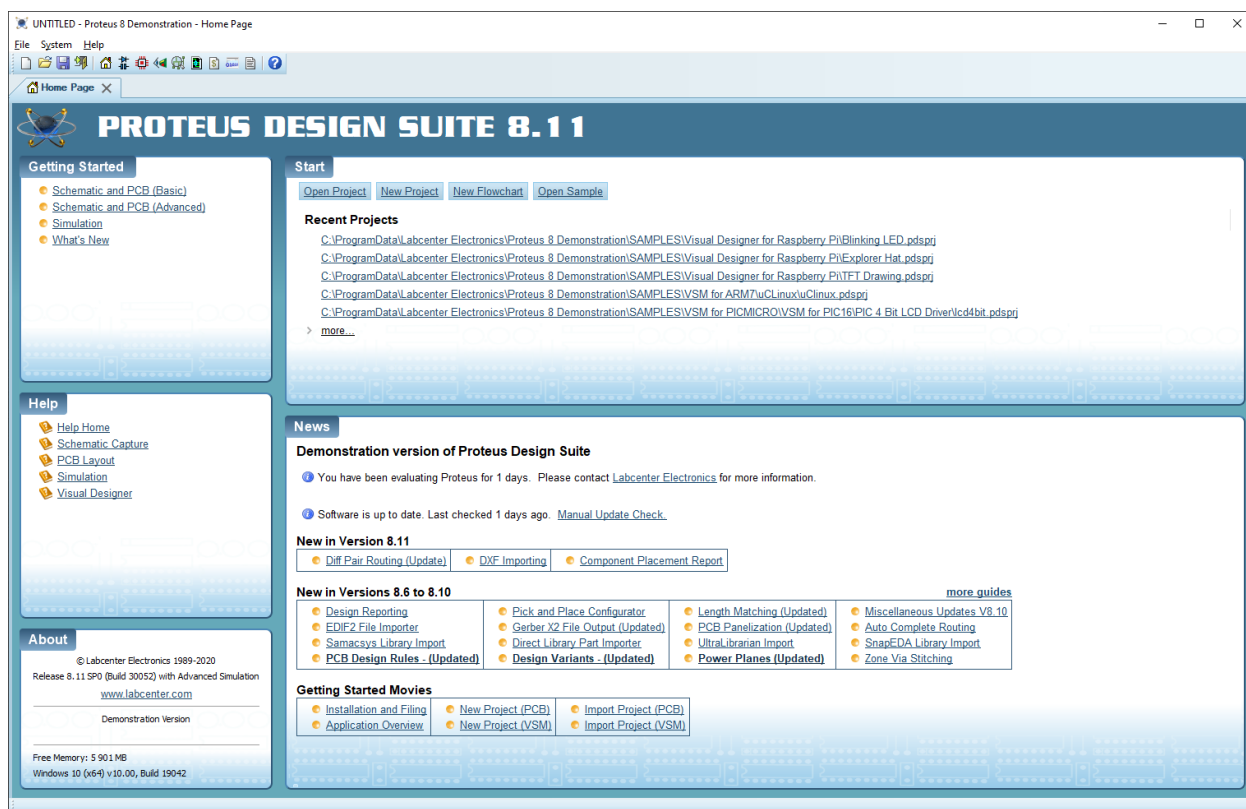 UNTITLED - Proteus 8 Demonstration - Home Page
File System Help
Home Page
PROTEUS DESIGN SUITE 8.11
Getting Started
Schematic and PCB (Basic)
Schematic and PCB (Advanced)
Simulation
What's New
Start
Open Project New Project New Flowchart Open Sample
Recent Projects
C:\ProgramData\Labcenter Electronics\Proteus 8 Demonstration\SAMPLES\Visual Designer for Raspberry Pi\Blinking LED.pdsprj
C:\ProgramData\Labcenter Electronics\Proteus 8 Demonstration\SAMPLES\Visual Designer for Raspberry Pi\Explorer Hat.pdsprj
C:\ProgramData\Labcenter Electronics\Proteus 8 Demonstration\SAMPLES\Visual Designer for Raspberry Pi\TFT Drawing.pdsprj
C:\ProgramData\Labcenter Electronics\Proteus 8 Demonstration\SAMPLES\VSM for ARM7\uCLinux\uClinux.pdsprj
C:\ProgramData\Labcenter Electronics\Proteus 8 Demonstration\SAMPLES\VSM for PICMICRO\VSM for PIC16\PIC 4 Bit LCD Driver\lcd4bit.pdsprj
more...
Help
Help Home
Schematic Capture
PCB Layout
Simulation
Visual Designer
News
Demonstration version of Proteus Design Suite
You have been evaluating Proteus for 1 days. Please contact Labcenter Electronics for more information.
Software is up to date. Last checked 1 days ago. Manual Update Check.
New in Version 8.11
Diff Pair Routing (Update) DXF Importing Component Placement Report
New in Versions 8.6 to 8.10 more guides
Design Reporting Pick and Place Configurator Length Matching (Updated) Miscellaneous Updates V8.10
EDIF2 File Importer Gerber X2 File Output (Updated) PCB Panelization (Updated) Auto Complete Routing
Samacsys Library Import Direct Library Part Importer UltraLibrarian Import SnapEDA Library Import
PCB Design Rules - (Updated) Design Variants - (Updated) Power Planes (Updated) Zone Via Stitching
Getting Started Movies
Installation and Filing New Project (PCB) Import Project (PCB)
Application Overview New Project (VSM) Import Project (VSM)
About
© Labcenter Electronics 1989-2020
Release 8.11 SP0 (Build 30052) with Advanced Simulation
www.labcenter.com
Demonstration Version
Free Memory: 5 901 MB
Windows 10 (x64) v10.00, Build 19042